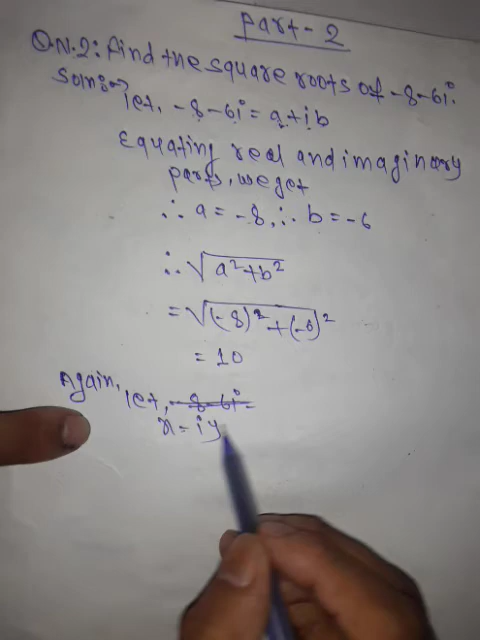 Part-2
Q.N.2: Find the square roots of -8-6i.
Soln:→
let, -8-6i = a+ib
Equating real and imaginary
parts, we get
∴ a = -8, ∴ b = -6
∴ √a²+b²
= √(-8)²+(-6)²
= 10
Again,
let, -8-6i =
x - iy